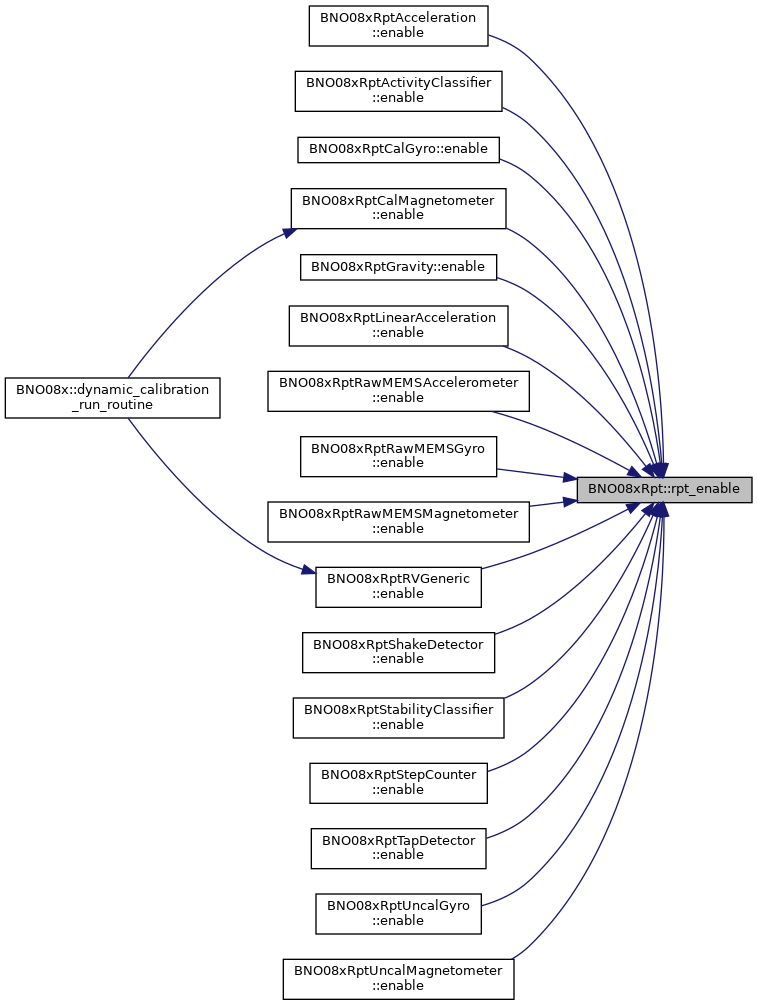 BNO08xRptAcceleration
::enable
BNO08xRptActivityClassifier
::enable
BNO08xRptCalGyro::enable
BNO08xRptCalMagnetometer
::enable
BNO08xRptGravity::enable
BNO08xRptLinearAcceleration
::enable
BNO08xRptRawMEMSAccelerometer
::enable
BNO08x::dynamic_calibration
_run_routine
BNO08xRptRawMEMSGyro
::enable
BNO08xRpt::rpt_enable
BNO08xRptRawMEMSMagnetometer
::enable
BNO08xRptRVGeneric
::enable
BNO08xRptShakeDetector
::enable
BNO08xRptStabilityClassifier
::enable
BNO08xRptStepCounter
::enable
BNO08xRptTapDetector
::enable
BNO08xRptUncalGyro
::enable
BNO08xRptUncalMagnetometer
::enable